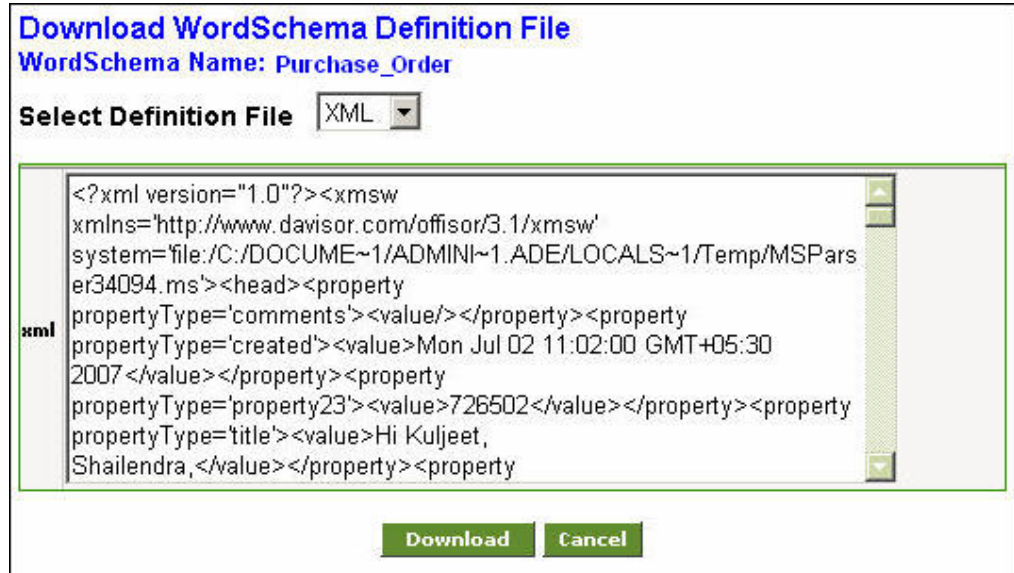 Download WordSchema Definition File
WordSchema Name: Purchase_Order
Select Definition File XML
xml
<?xml version="1.0"?><xmsw
xmlns='http://www.davisor.com/offisor/3.1/xmsw'
system='file:/C:/DOCUME~1/ADMINI~1.ADE/LOCALS~1/Temp/MSPars
er34094.ms'><head><property
propertyType='comments'><value/></property><property
propertyType='created'><value>Mon Jul 02 11:02:00 GMT+05:30
2007</value></property><property
propertyType='property23'><value>726502</value></property><property
propertyType='title'><value>Hi Kuljeet,
Shailendra,</value></property><property
Download Cancel